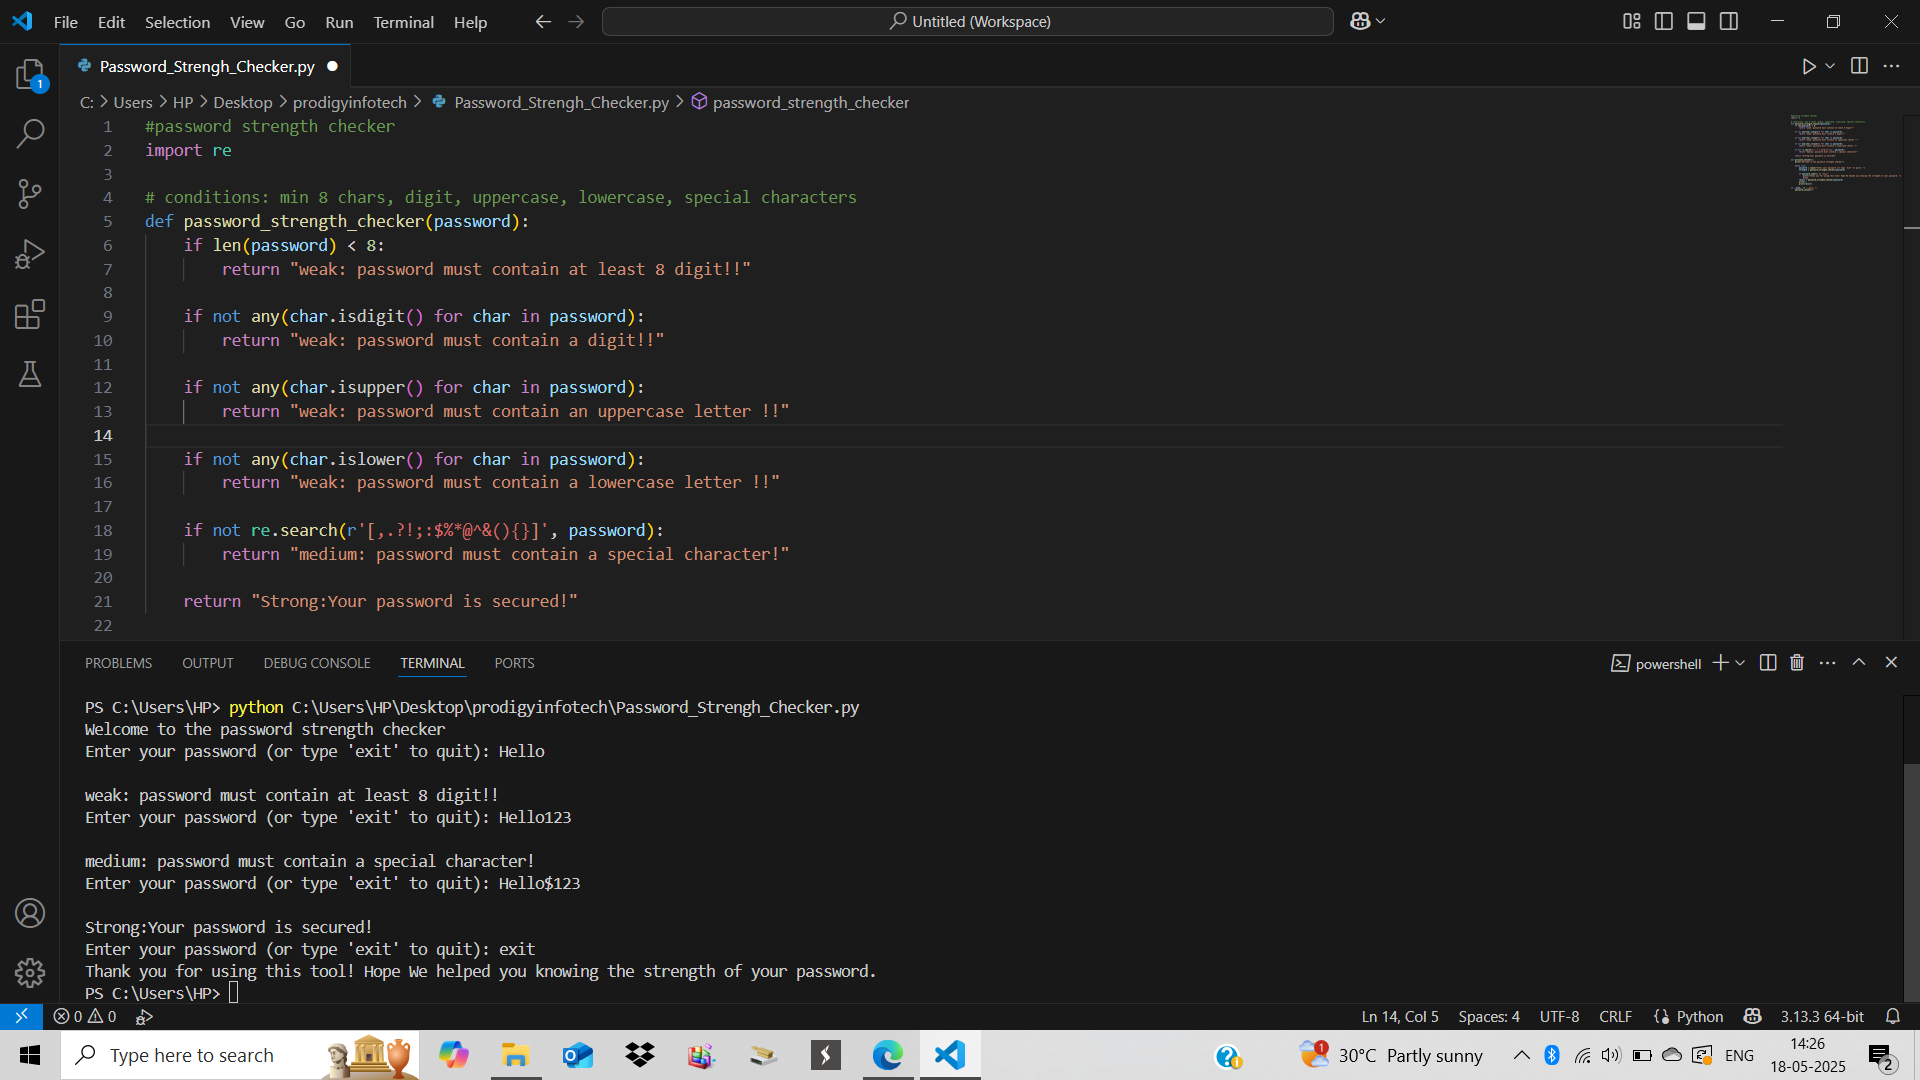 File Edit Selection View Go Run Terminal Help
Untitled (Workspace)
1
Password_Strengh_Checker.py
C: > Users > HP > Desktop > prodigyinfotech > Password_Strengh_Checker.py > password_strength_checker
1 #password strength checker
2 import re
3
4 # conditions: min 8 chars, digit, uppercase, lowercase, special characters
5 def password_strength_checker(password):
6 if len(password) < 8:
7 return "weak: password must contain at least 8 digit!!"
8
9 if not any(char.isdigit() for char in password):
10 return "weak: password must contain a digit!!"
11
12 if not any(char.isupper() for char in password):
13 return "weak: password must contain an uppercase letter !!"
14
15 if not any(char.islower() for char in password):
16 return "weak: password must contain a lowercase letter !!"
17
18 if not re.search(r'[,.?!;:$%*@^&(){}]', password):
19 return "medium: password must contain a special character!"
20
21 return "Strong:Your password is secured!"
22
PROBLEMS OUTPUT DEBUG CONSOLE TERMINAL PORTS
powershell
PS C:\Users\HP> python C:\Users\HP\Desktop\prodigyinfotech\Password_Strengh_Checker.py
Welcome to the password strength checker
Enter your password (or type 'exit' to quit): Hello
weak: password must contain at least 8 digit!!
Enter your password (or type 'exit' to quit): Hello123
medium: password must contain a special character!
Enter your password (or type 'exit' to quit): Hello$123
Strong:Your password is secured!
Enter your password (or type 'exit' to quit): exit
Thank you for using this tool! Hope We helped you knowing the strength of your password.
PS C:\Users\HP>
0 0
Ln 14, Col 5 Spaces: 4 UTF-8 CRLF {} Python 3.13.3 64-bit
Type here to search
1
30°C Partly sunny
ENG
14:26
18-05-2025
2